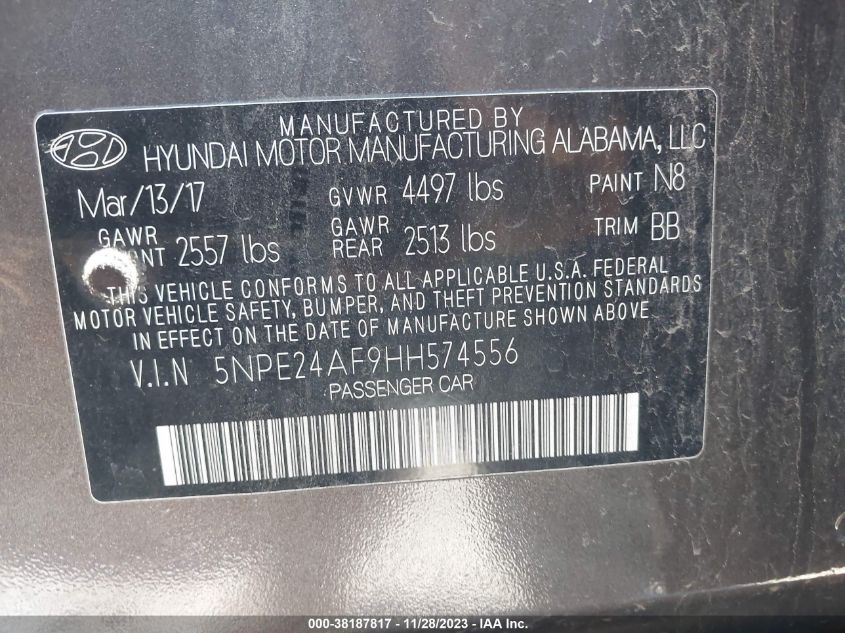 MANUFACTURED BY
HYUNDAI MOTOR MANUFACTURING ALABAMA, LLC
Mar/13/17 GVWR 4497 lbs PAINT N8
GAWR 2557 lbs GAWR REAR 2513 lbs TRIM BB
THIS VEHICLE CONFORMS TO ALL APPLICABLE U.S.A. FEDERAL
MOTOR VEHICLE SAFETY, BUMPER, AND THEFT PREVENTION STANDARDS
IN EFFECT ON THE DATE OF MANUFACTURE SHOWN ABOVE
V.I.N 5NPE24AF9HH574556
PASSENGER CAR
000-38187817 - 11/28/2023 - IAA Inc.